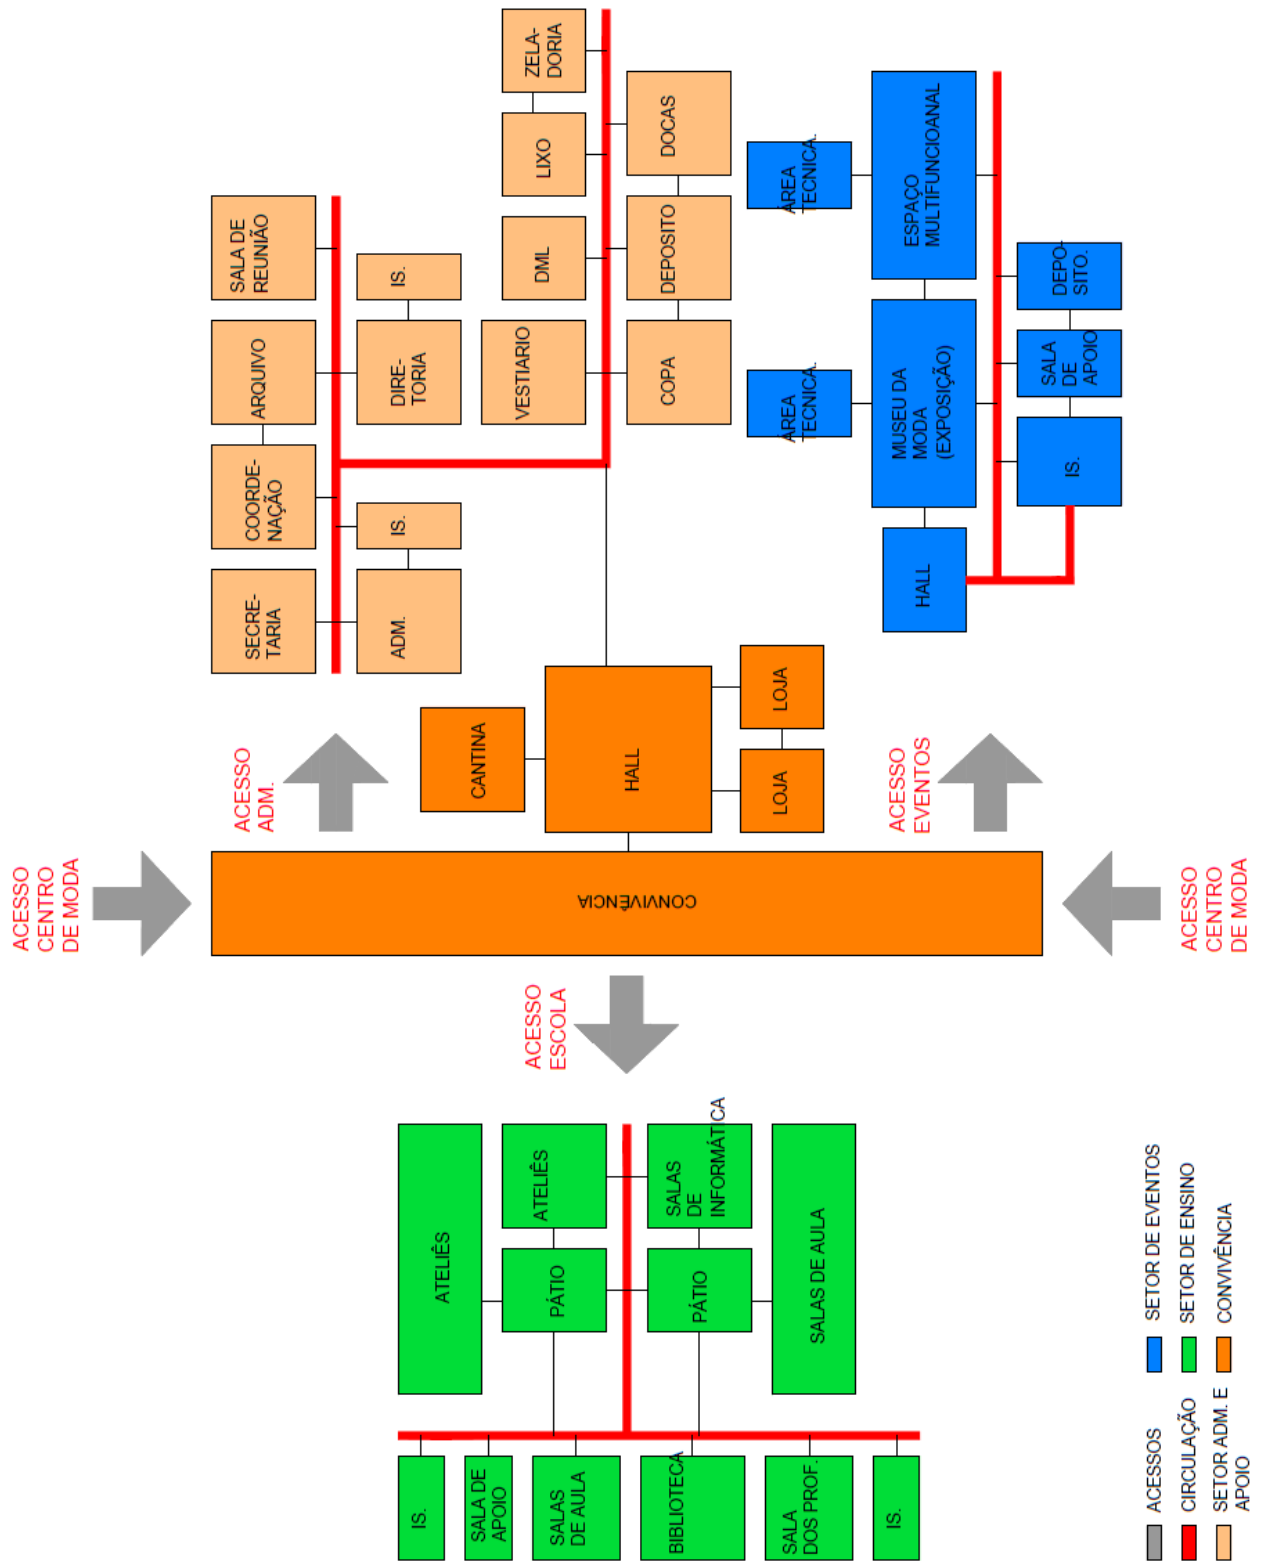 ACESSO
CENTRO
DE MODA
ACESSO
ADM.
ACESSO
ESCOLA
ACESSO
EVENTOS
ACESSO
CENTRO
DE MODA
SECRE-
TARIA
COORDE-
NAÇÃO
ARQUIVO
SALA DE
REUNIÃO
ADM.
IS.
DIRE-
TORIA
IS.
VESTIARIO
DML
LIXO
ZELA-
DORIA
COPA
DEPOSITO
DOCAS
CANTINA
HALL
LOJA
LOJA
CONVIVÊNCIA
ÁREA
TECNICA.
ÁREA
TECNICA.
HALL
MUSEU DA
MODA
(EXPOSIÇÃO)
ESPAÇO
MULTIFUNCIOANAL
IS.
SALA
DE
APOIO
DEPO-
SITO.
ATELIÊS
PÁTIO
ATELIÊS
PÁTIO
SALAS
DE
INFORMÁTICA
SALAS DE AULA
IS.
SALA DE
APOIO
SALAS
DE AULA
BIBLIOTECA
SALA
DOS PROF.
IS.
ACESSOS
CIRCULAÇÃO
SETOR ADM. E
APOIO
SETOR DE EVENTOS
SETOR DE ENSINO
CONVIVÊNCIA